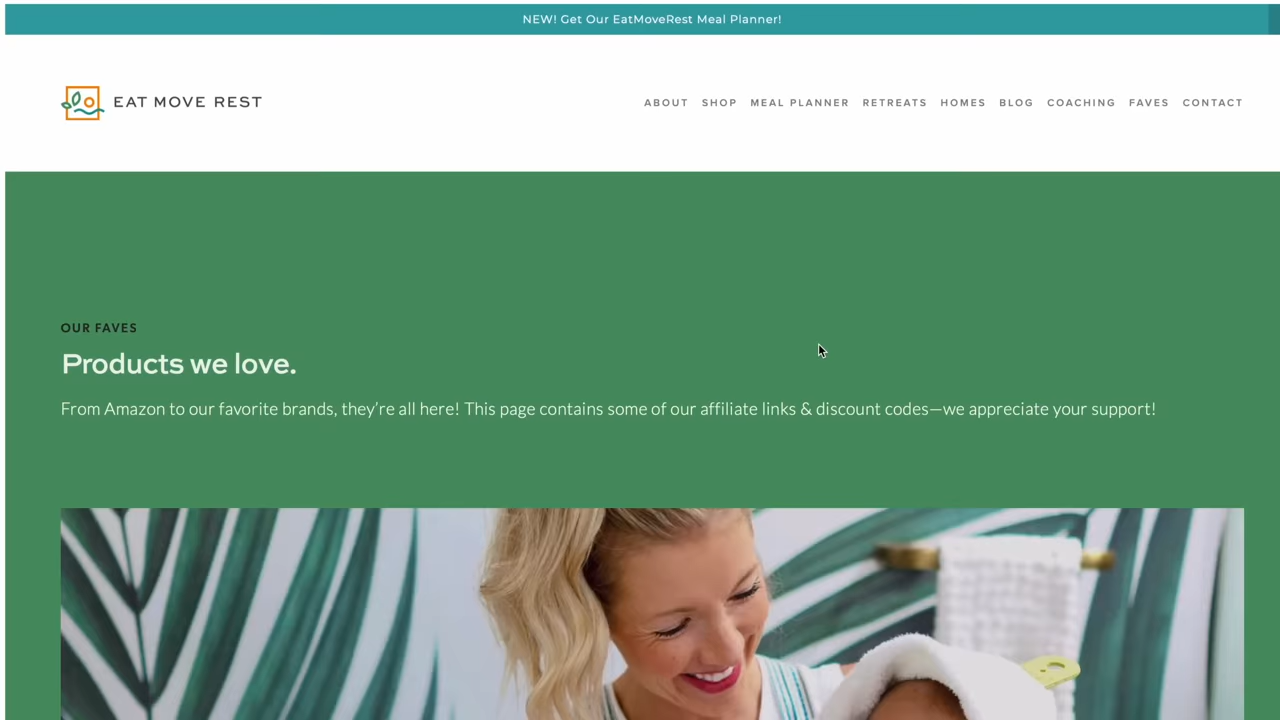 NEW! Get Our EatMoveRest Meal Planner!
EAT MOVE REST
ABOUT SHOP MEAL PLANNER RETREATS HOMES BLOG COACHING FAVES CONTACT
OUR FAVES
Products we love.
From Amazon to our favorite brands, they’re all here! This page contains some of our affiliate links & discount codes—we appreciate your support!